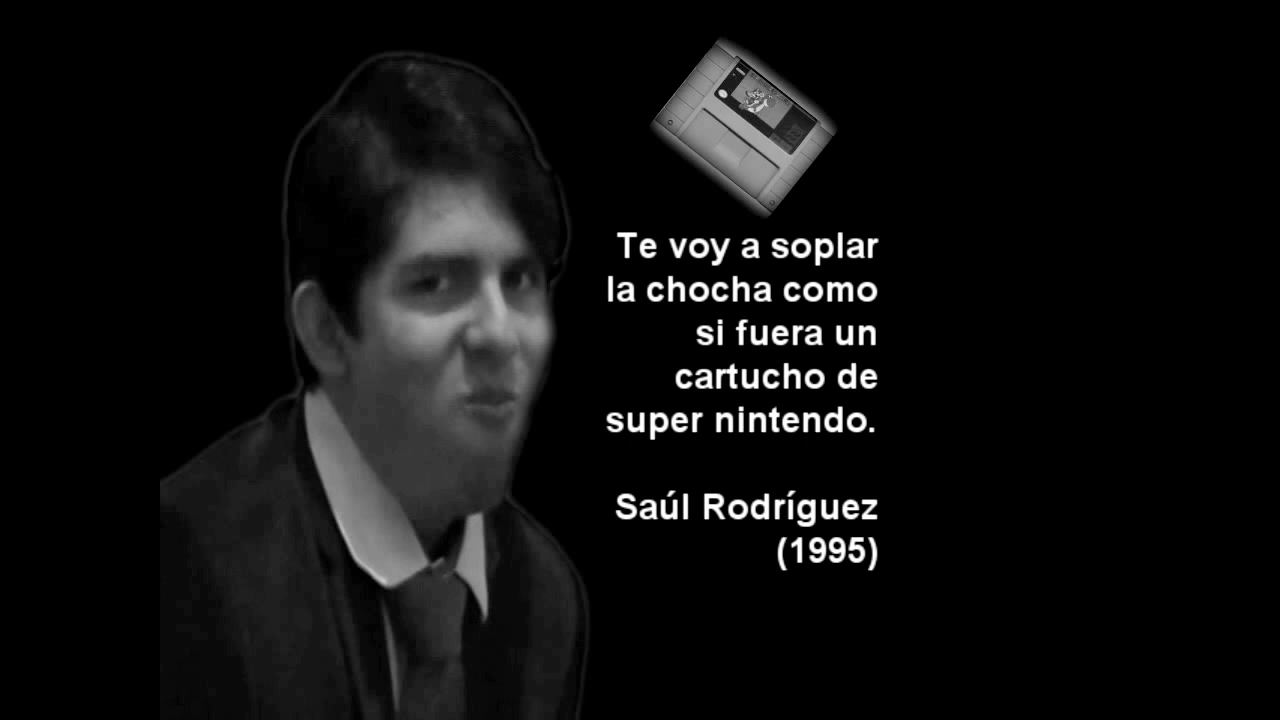 Te voy a soplar
la chocha como
si fuera un
cartucho de
super nintendo.
Saúl Rodríguez
(1995)